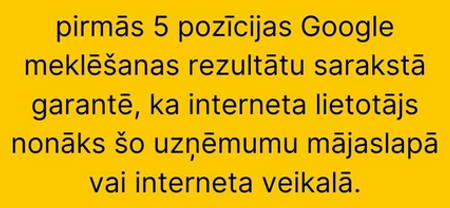 pirmās 5 pozīcijas Google
meklēšanas rezultātu sarakstā
garantē, ka interneta lietotājs
nonāks šo uzņēmumu mājaslapā
vai interneta veikalā.